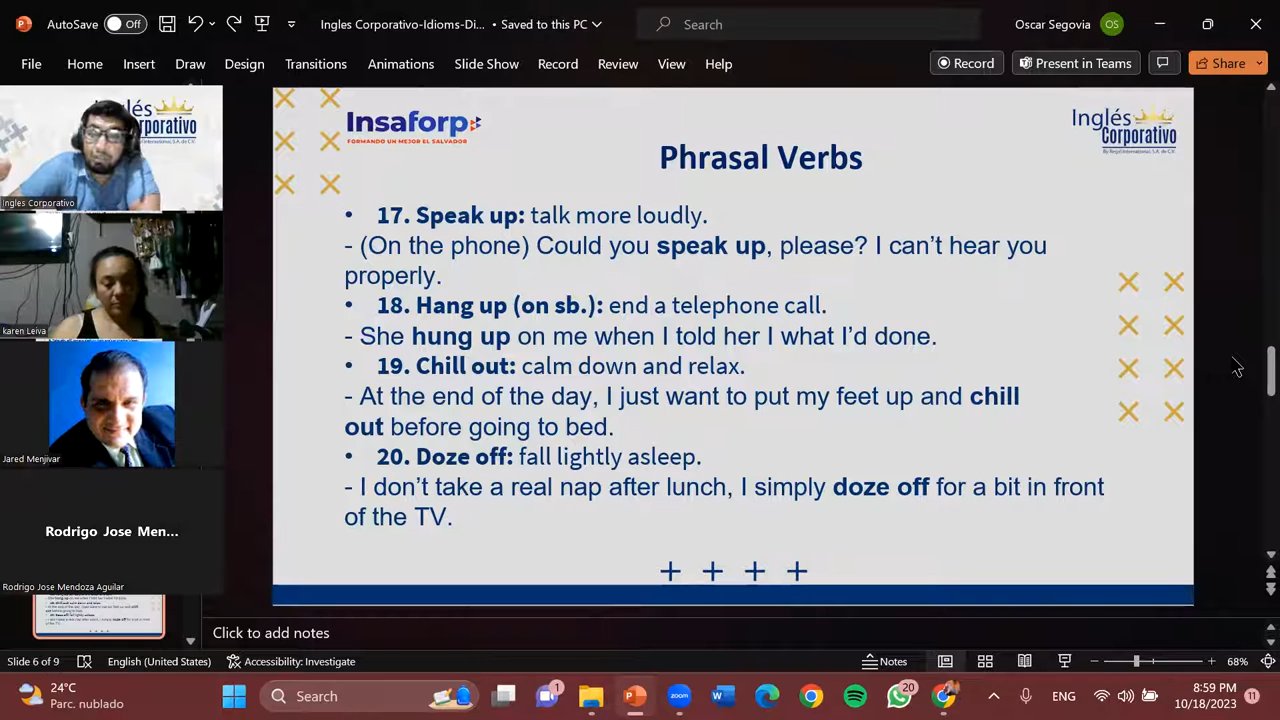 AutoSave
Off
Ingles Corporativo-Idioms-Di... • Saved to this PC
Search
Oscar Segovia
OS
File Home Insert Draw Design Transitions Animations Slide Show Record Review View Help
Record
Present in Teams
Share
Inglés
Corporativo
Ingles Corporativo
karen Leiva
Jared Menjivar
Rodrigo Jose Men...
Rodrigo Jose Mendoza Aguilar
Insaforp
FORMANDO UN MEJOR EL SALVADOR
Inglés
Corporativo
Phrasal Verbs
• 17. Speak up: talk more loudly.
- (On the phone) Could you speak up, please? I can’t hear you
properly.
• 18. Hang up (on sb.): end a telephone call.
- She hung up on me when I told her I what I’d done.
• 19. Chill out: calm down and relax.
- At the end of the day, I just want to put my feet up and chill
out before going to bed.
• 20. Doze off: fall lightly asleep.
- I don’t take a real nap after lunch, I simply doze off for a bit in front
of the TV.
+ + + +
Click to add notes
Slide 6 of 9
English (United States)
Accessibility: Investigate
Notes
68%
24°C
Parc. nublado
Search
1
20
ENG
8:59 PM
10/18/2023
11